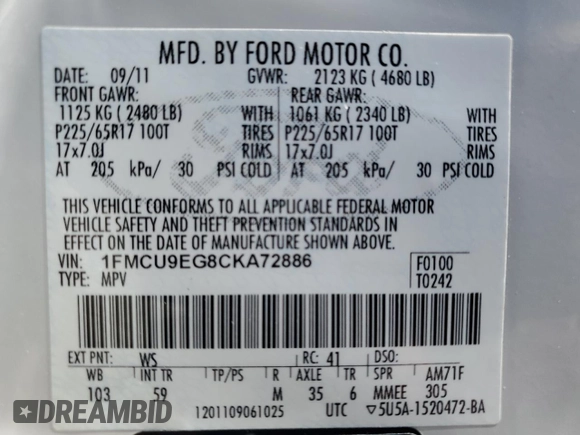 MFD. BY FORD MOTOR CO.
DATE: 09/11 GVWR: 2123 KG ( 4680 LB)
FRONT GAWR: REAR GAWR:
1125 KG ( 2480 LB) WITH 1061 KG ( 2340 LB) WITH
P225/65R17 100T TIRES P225/65R17 100T TIRES
17x7.0J RIMS 17x7.0J RIMS
AT 205 kPa/ 30 PSI COLD AT 205 kPa/ 30 PSI COLD
THIS VEHICLE CONFORMS TO ALL APPLICABLE FEDERAL MOTOR
VEHICLE SAFETY AND THEFT PREVENTION STANDARDS IN
EFFECT ON THE DATE OF MANUFACTURE SHOWN ABOVE.
VIN: 1FMCU9EG8CKA72886 F0100
TYPE: MPV T0242
EXT PNT: WS RC: 41 DSO:
WB INT TR TP/PS R AXLE TR SPR AM71F
103 59 M 35 6 MMEE 305
1201109061025 UTC ▽5U5A-1520472-BA
DREAMBID